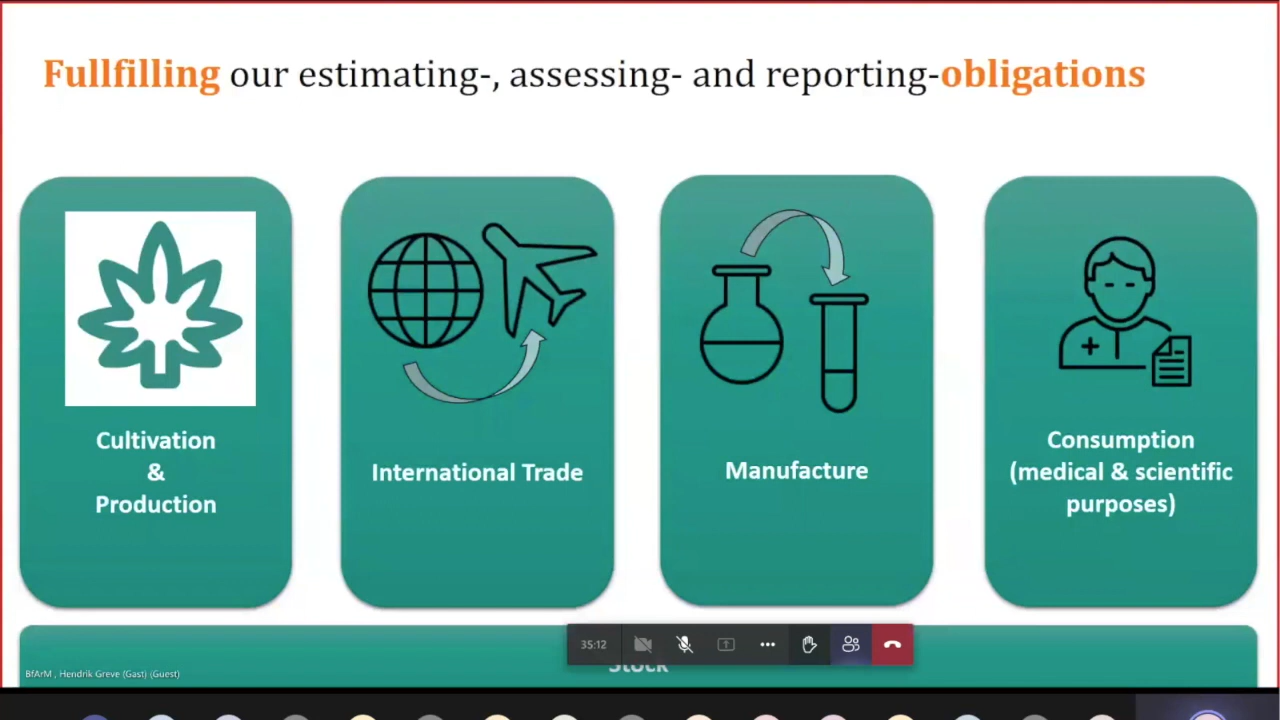 Fullfilling our estimating-, assessing- and reporting-obligations
Cultivation
&
Production
International Trade
Manufacture
Consumption
(medical & scientific
purposes)
35:12
Stock
BfArM , Hendrik Greve (Gast) (Guest)